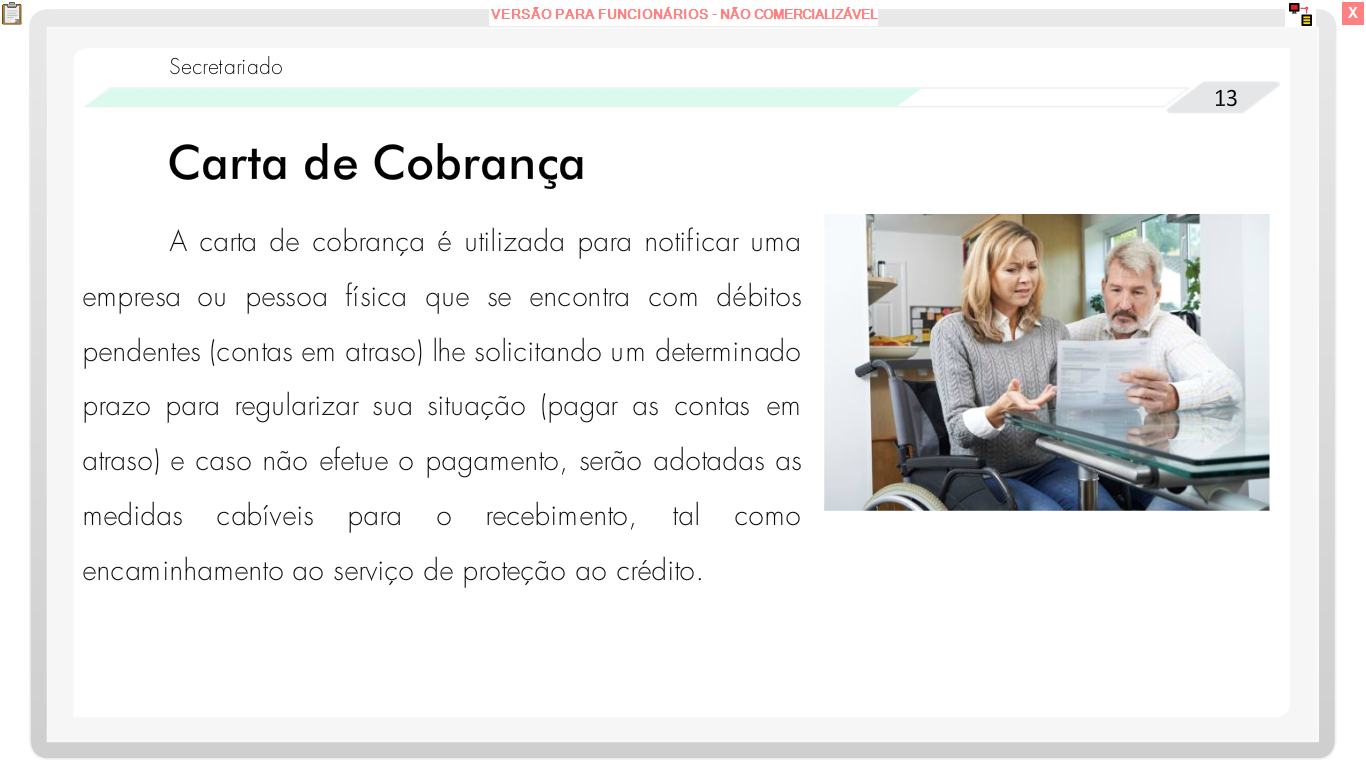 VERSÃO PARA FUNCIONÁRIOS - NÃO COMERCIALIZÁVEL
X
Secretariado
13
Carta de Cobrança
A carta de cobrança é utilizada para notificar uma
empresa ou pessoa física que se encontra com débitos
pendentes (contas em atraso) lhe solicitando um determinado
prazo para regularizar sua situação (pagar as contas em
atraso) e caso não efetue o pagamento, serão adotadas as
medidas cabíveis para o recebimento, tal como
encaminhamento ao serviço de proteção ao crédito.